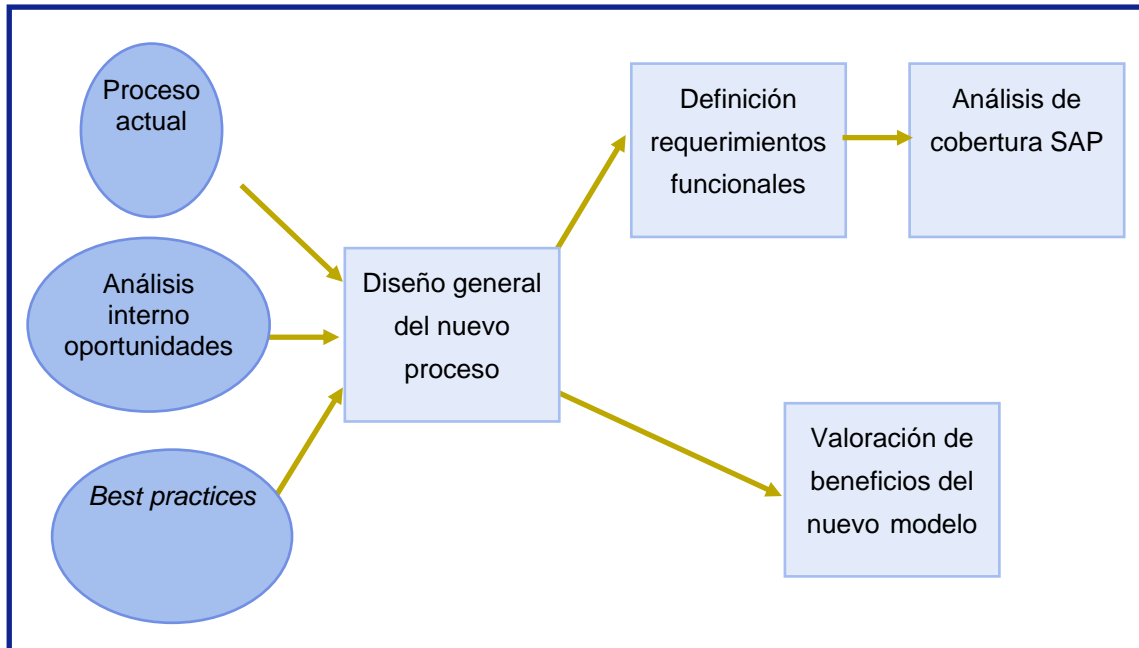 Proceso
actual
Análisis
interno
oportunidades
Best practices
Diseño general
del nuevo
proceso
Definición
requerimientos
funcionales
Análisis de
cobertura SAP
Valoración de
beneficios del
nuevo modelo